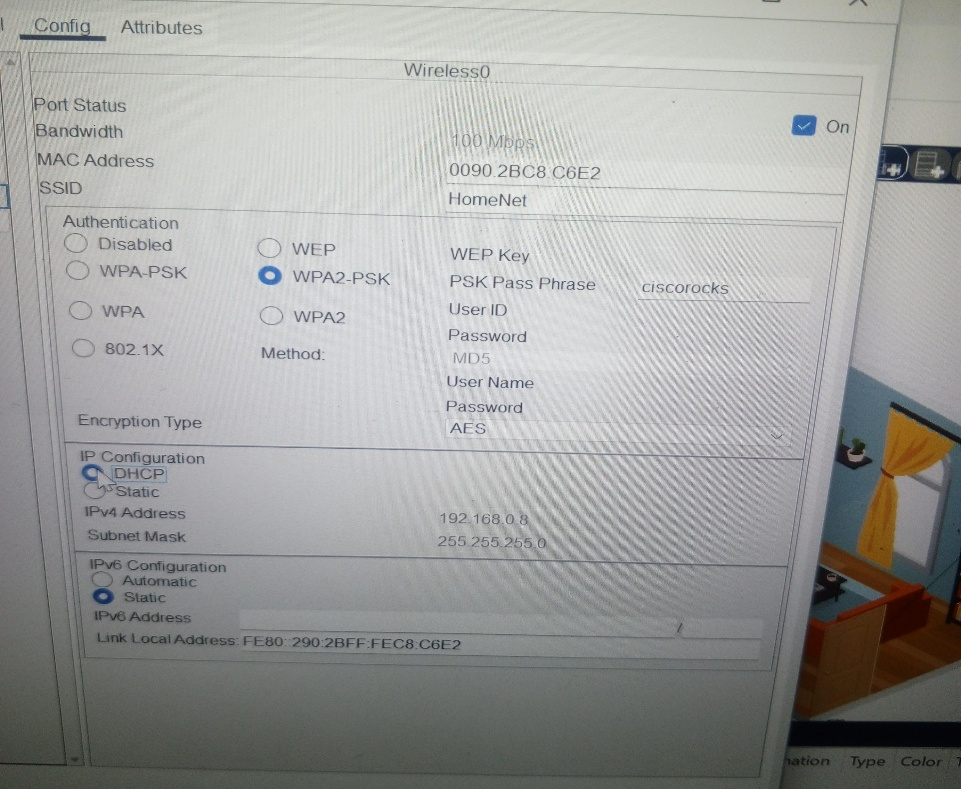 Config Attributes
Wireless0
Port Status On
Bandwidth 100 Mbps
MAC Address 0090.2BC8.C6E2
SSID HomeNet
Authentication
Disabled WEP WEP Key
WPA-PSK WPA2-PSK PSK Pass Phrase ciscorocks
WPA WPA2 User ID
Password
802.1X Method: MD5
User Name
Password
Encryption Type AES
IP Configuration
DHCP
Static
IPv4 Address 192.168.0.8
Subnet Mask 255.255.255.0
IPv6 Configuration
Automatic
Static
IPv6 Address /
Link Local Address: FE80::290:2BFF:FEC8:C6E2
Type Color